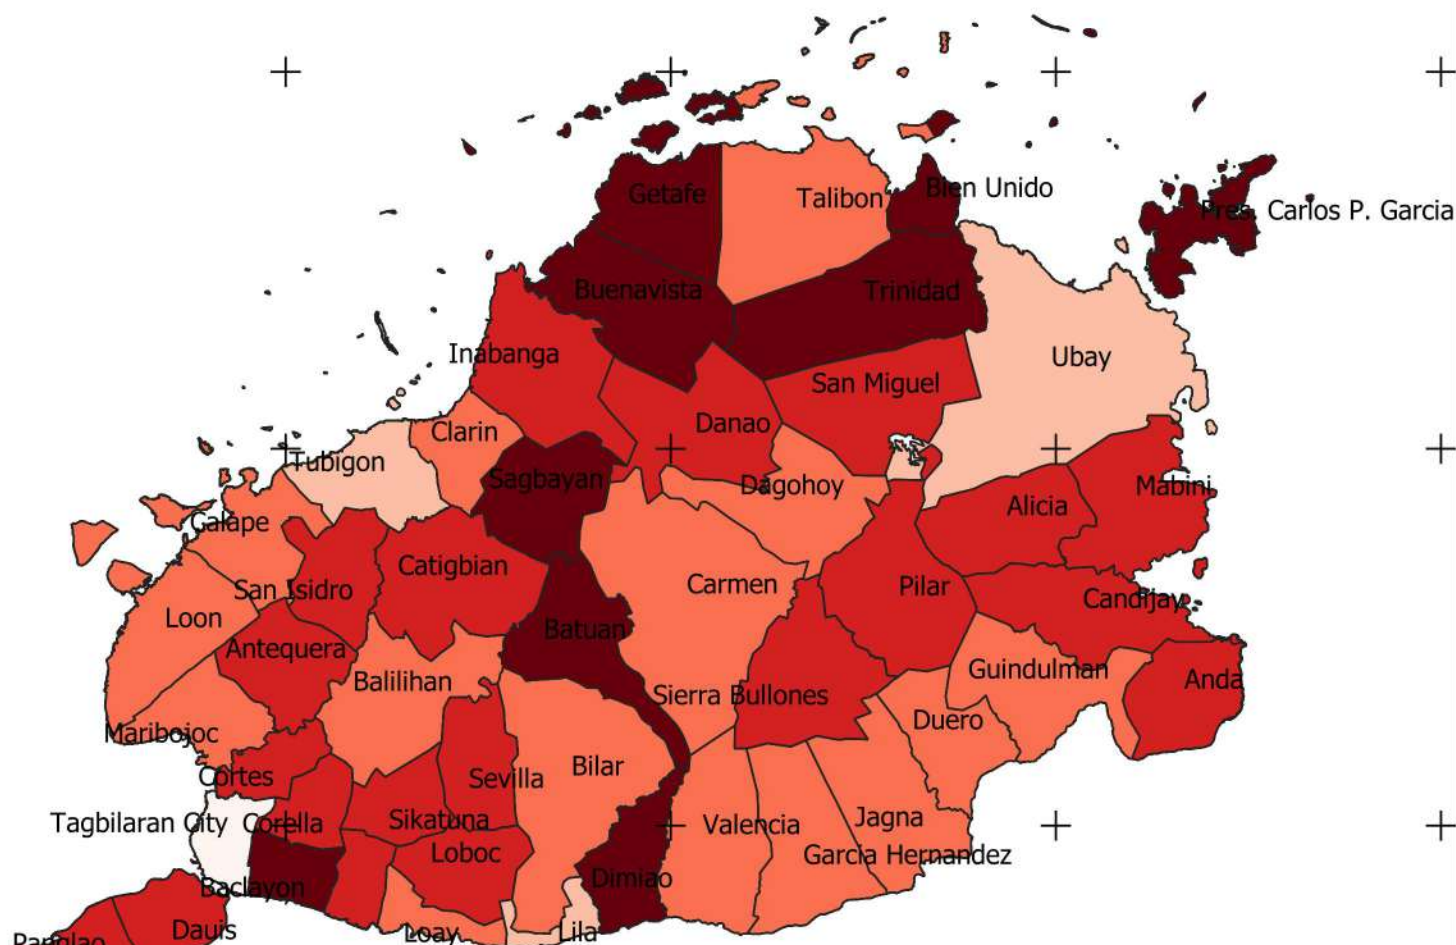 Bien Unido
Getafe
Talibon
Pres. Carlos P. Garcia
Buenavista
Trinidad
Inabanga
Ubay
San Miguel
Danao
Clarin
Tubigon
Sagbayan
Dagohoy
Mabini
Alicia
Calape
Catigbian
Carmen
Pilar
San Isidro
Candijay
Loon
Batuan
Antequera
Guindulman
Balilihan
Anda
Sierra Bullones
Duero
Maribojoc
Bilar
Cortes
Sevilla
Tagbilaran City
Corella
Sikatuna
Valencia
Jagna
Loboc
Garcia Hernandez
Dimiao
Baclayon
Dauis
Loay
Lila
Panglao